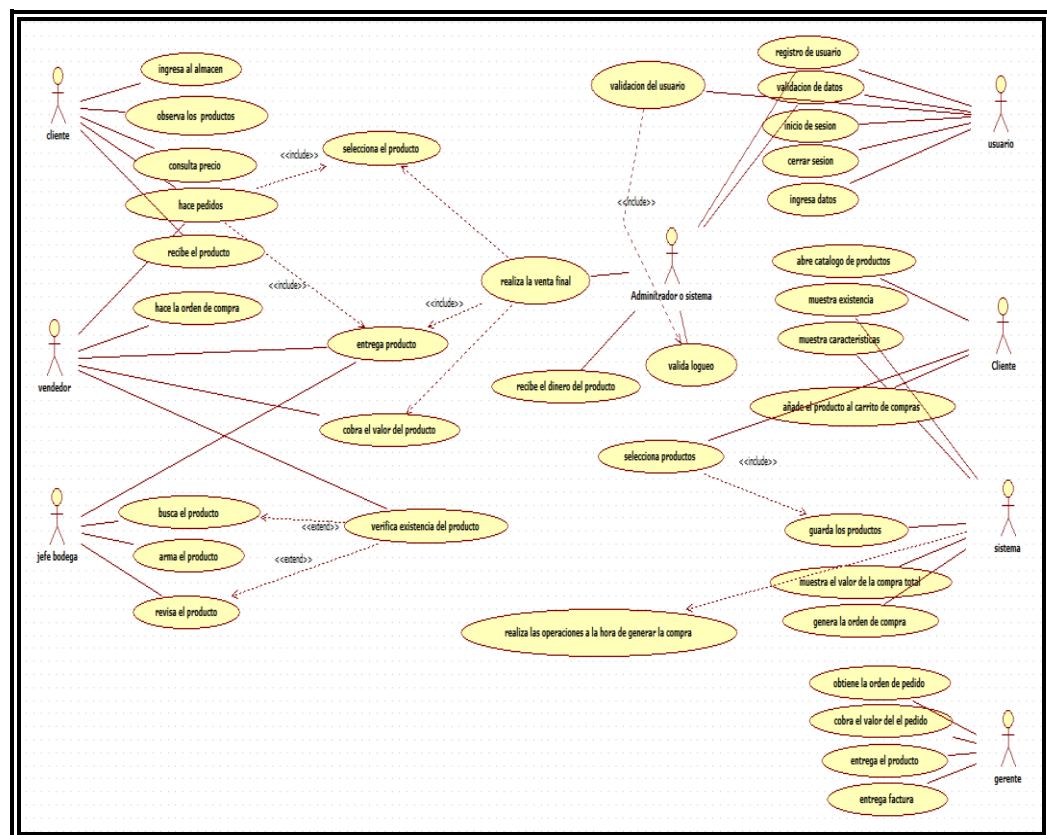 registro de usuario
ingresa al almacen
validacion del usuario
validacion de datos
observa los productos
cliente
inicio de sesion
usuario
selecciona el producto
<<include>>
consulta precio
cerrar sesion
hace pedidos
<<include>>
ingresa datos
recibe el producto
abre catalogo de productos
realiza la venta final
<<include>>
Adminitrador o sistema
muestra existencia
hace la orden de compra
<<include>>
muestra caracteristicas
entrega producto
vendedor
valida logueo
Cliente
recibe el dinero del producto
añade el producto al carrito de compras
cobra el valor del producto
selecciona productos
<<include>>
busca el producto
<<extend>>
verifica existencia del producto
guarda los productos
jefe bodega
arma el producto
<<extend>>
sistema
muestra el valor de la compra total
revisa el producto
genera la orden de compra
realiza las operaciones a la hora de generar la compra
obtiene la orden de pedido
cobra el valor del el pedido
entrega el producto
gerente
entrega factura